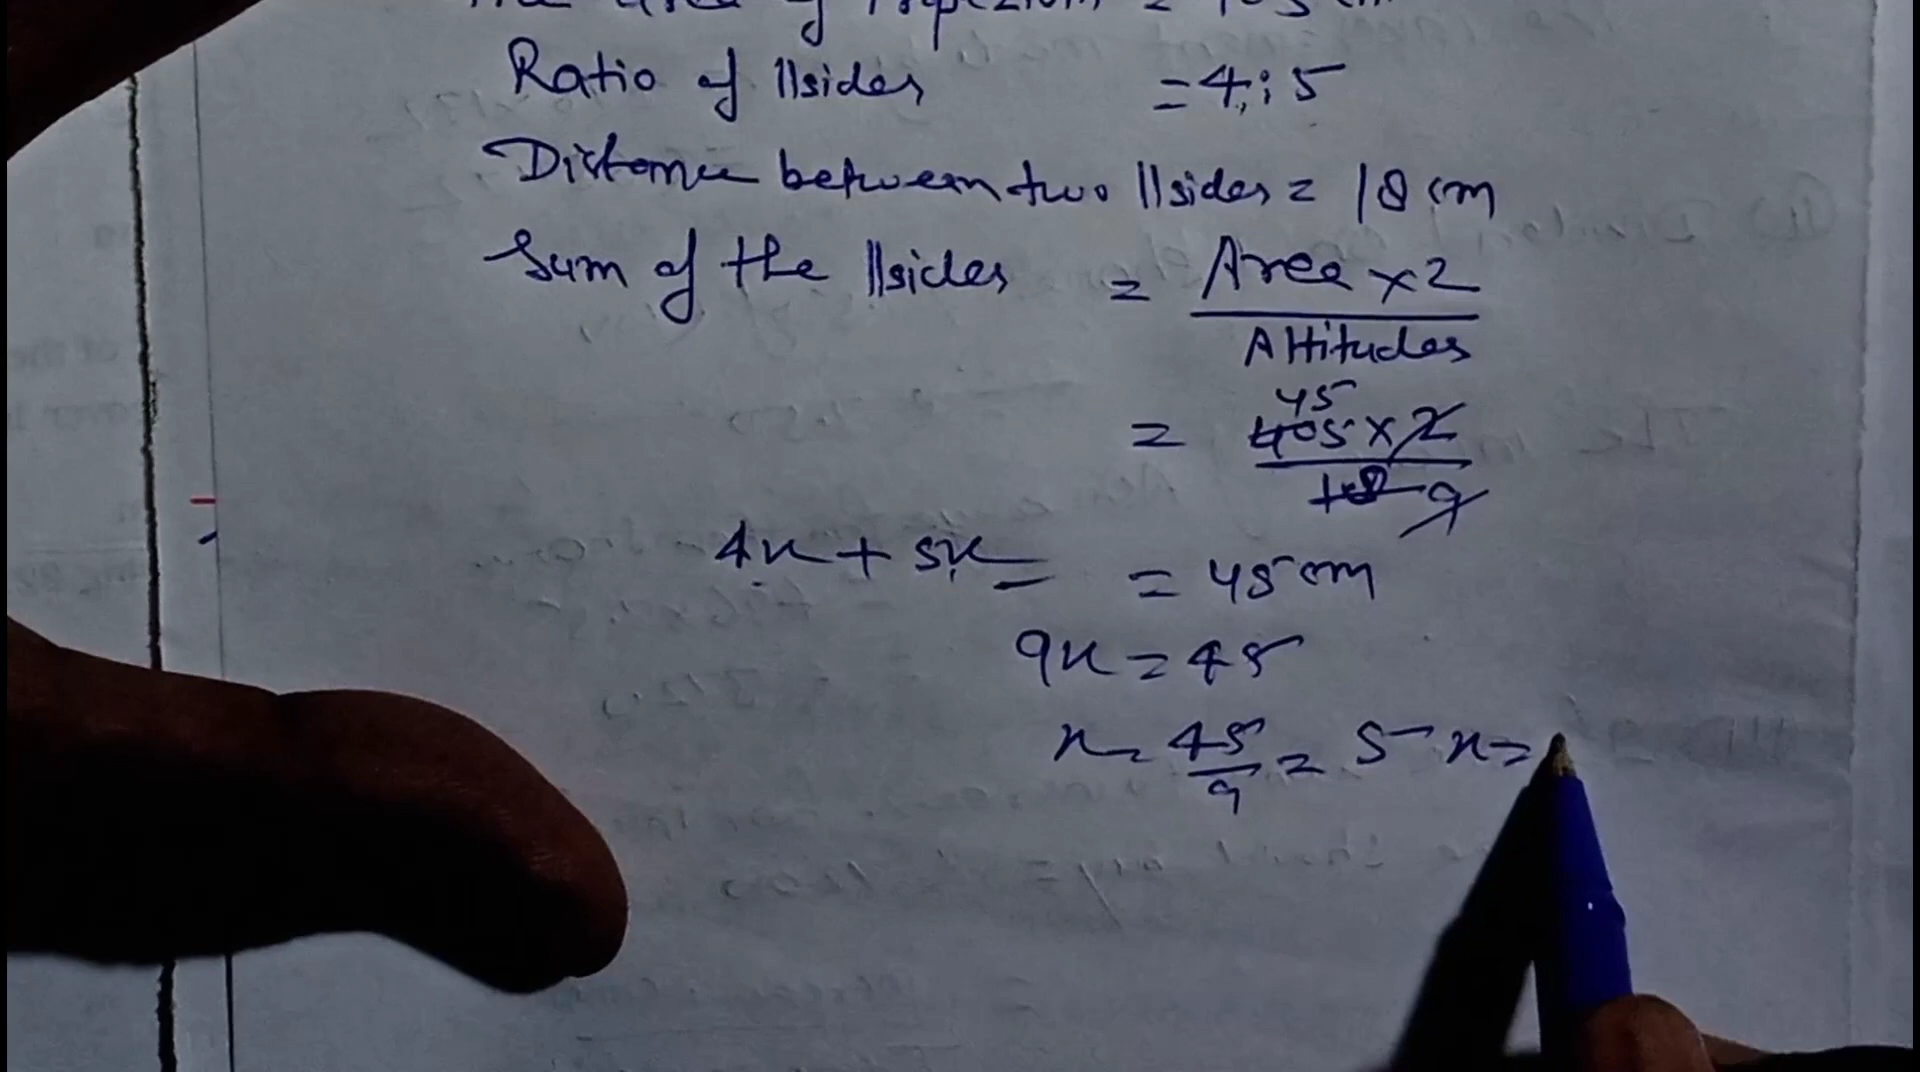 Ratio of ||sides = 4 : 5
Distance between two ||sides = 18 cm
Sum of the ||sides = Area × 2
Altitudes
45
= 405 × 2
18 9
4x + 5x = = 45 cm
9x = 45
x = 45 = 5 x =
9